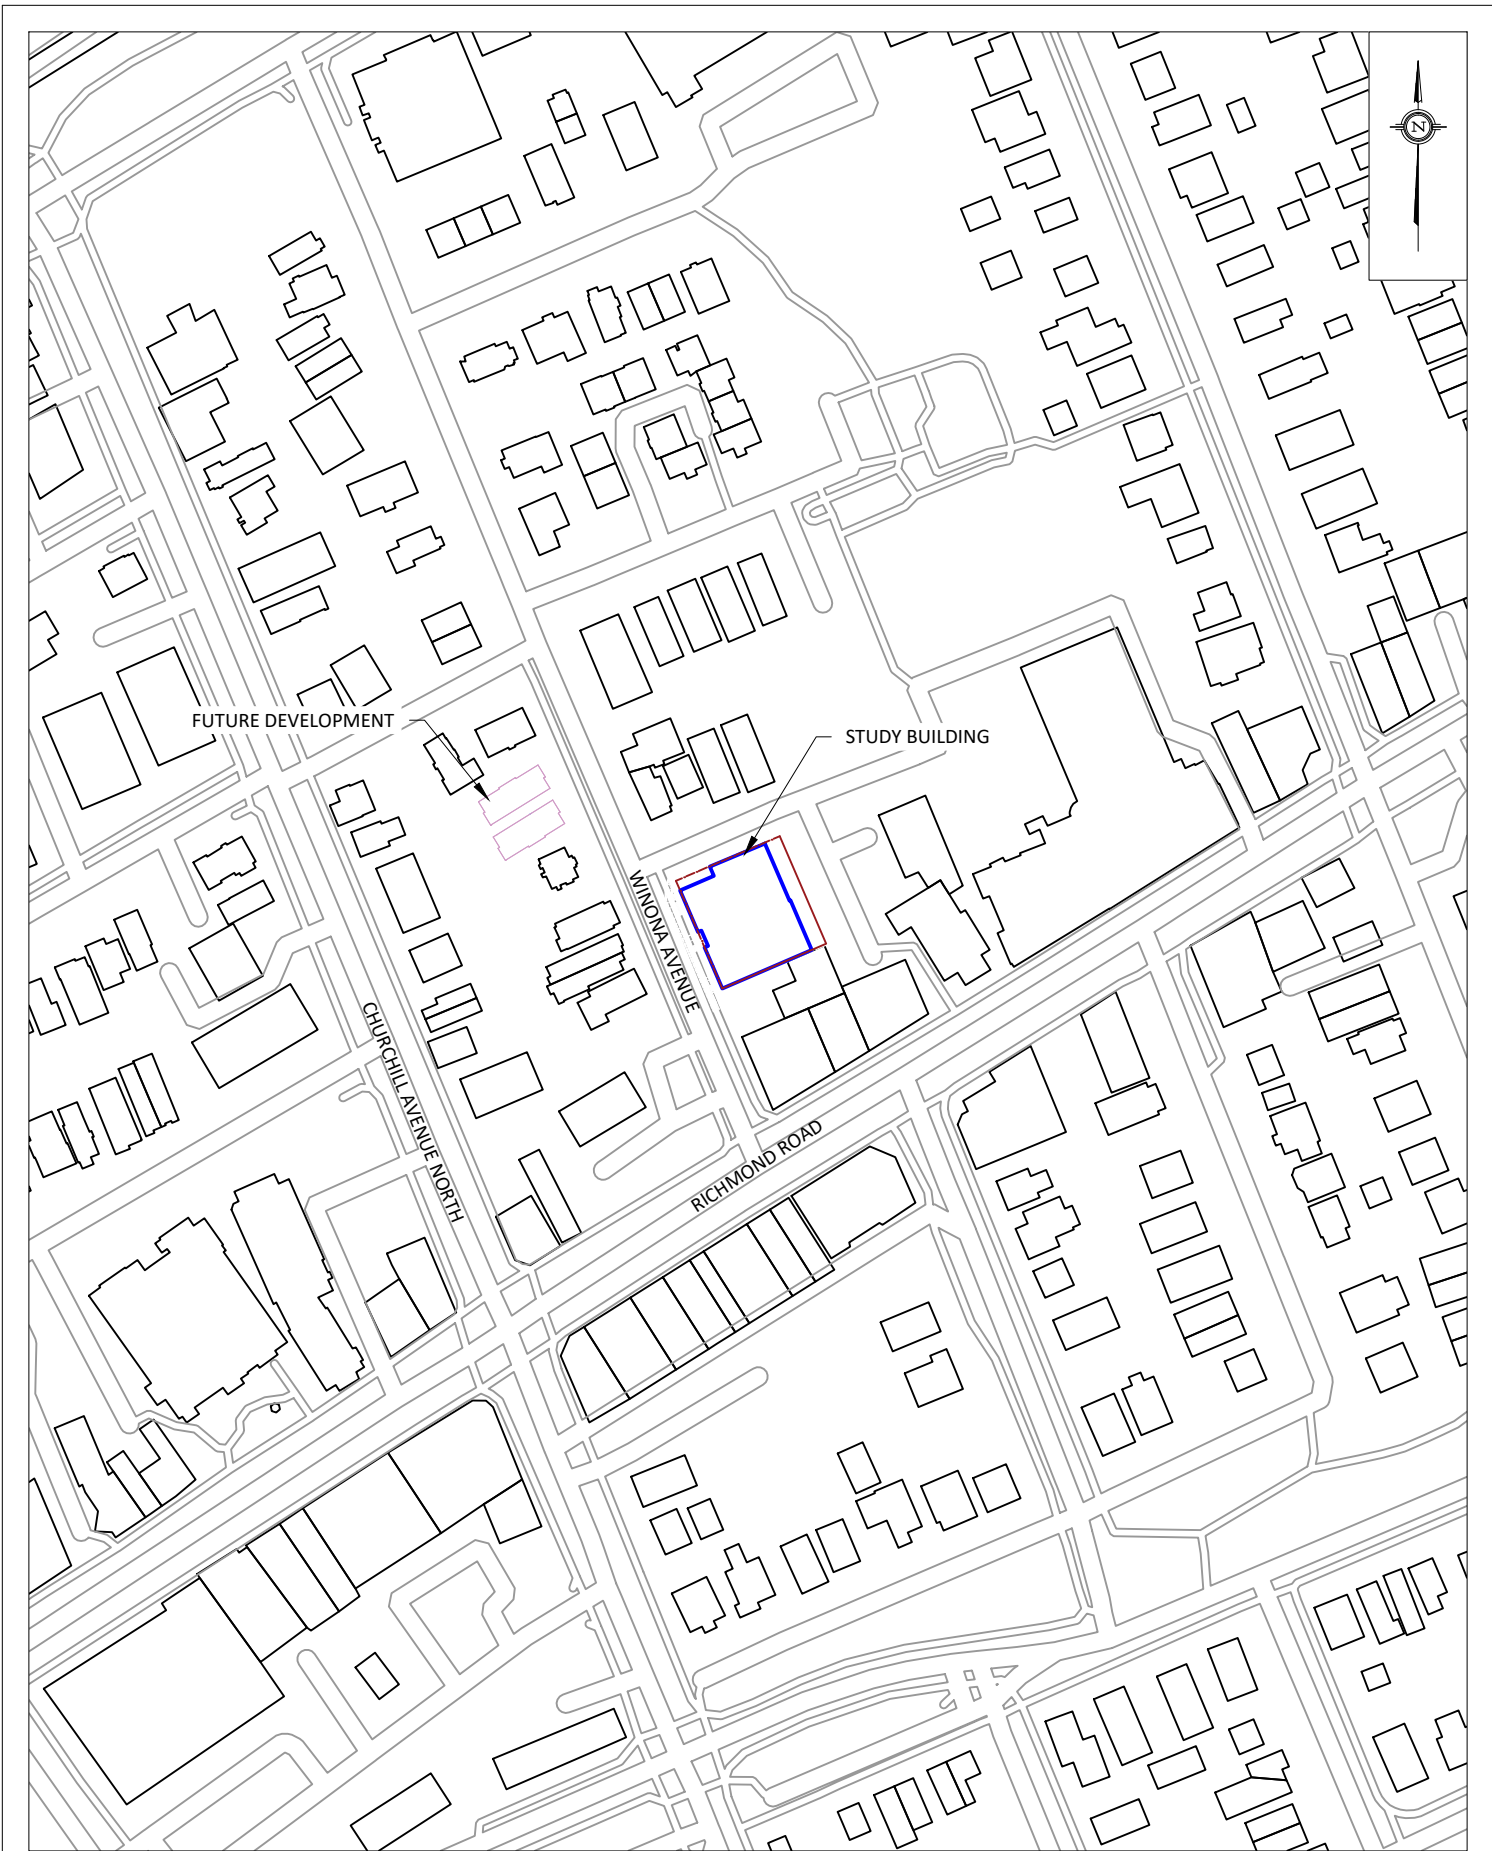 N
FUTURE DEVELOPMENT
STUDY BUILDING
WINONA AVENUE
CHURCHILL AVENUE NORTH
RICHMOND ROAD